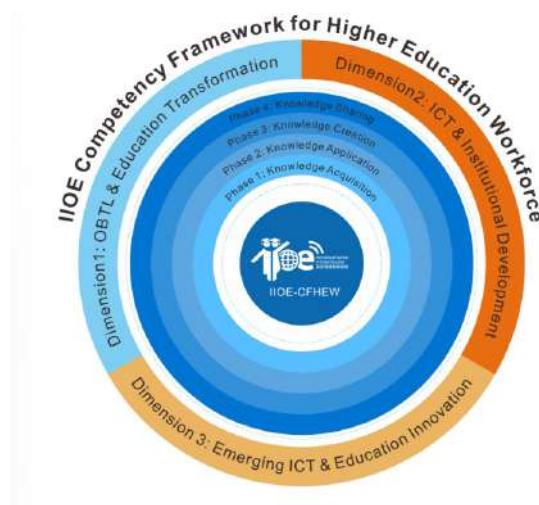 IIOE Competency Framework for Higher Education Workforce
Dimension1: OBTL & Education Transformation
Dimension2: ICT & Institutional Development
Phase 4: Knowledge Sharing
Phase 3: Knowledge Creation
Phase 2: Knowledge Application
Phase 1: Knowledge Acquisition
iioe
IIOE-CFHEW
Dimension 3: Emerging ICT & Education Innovation